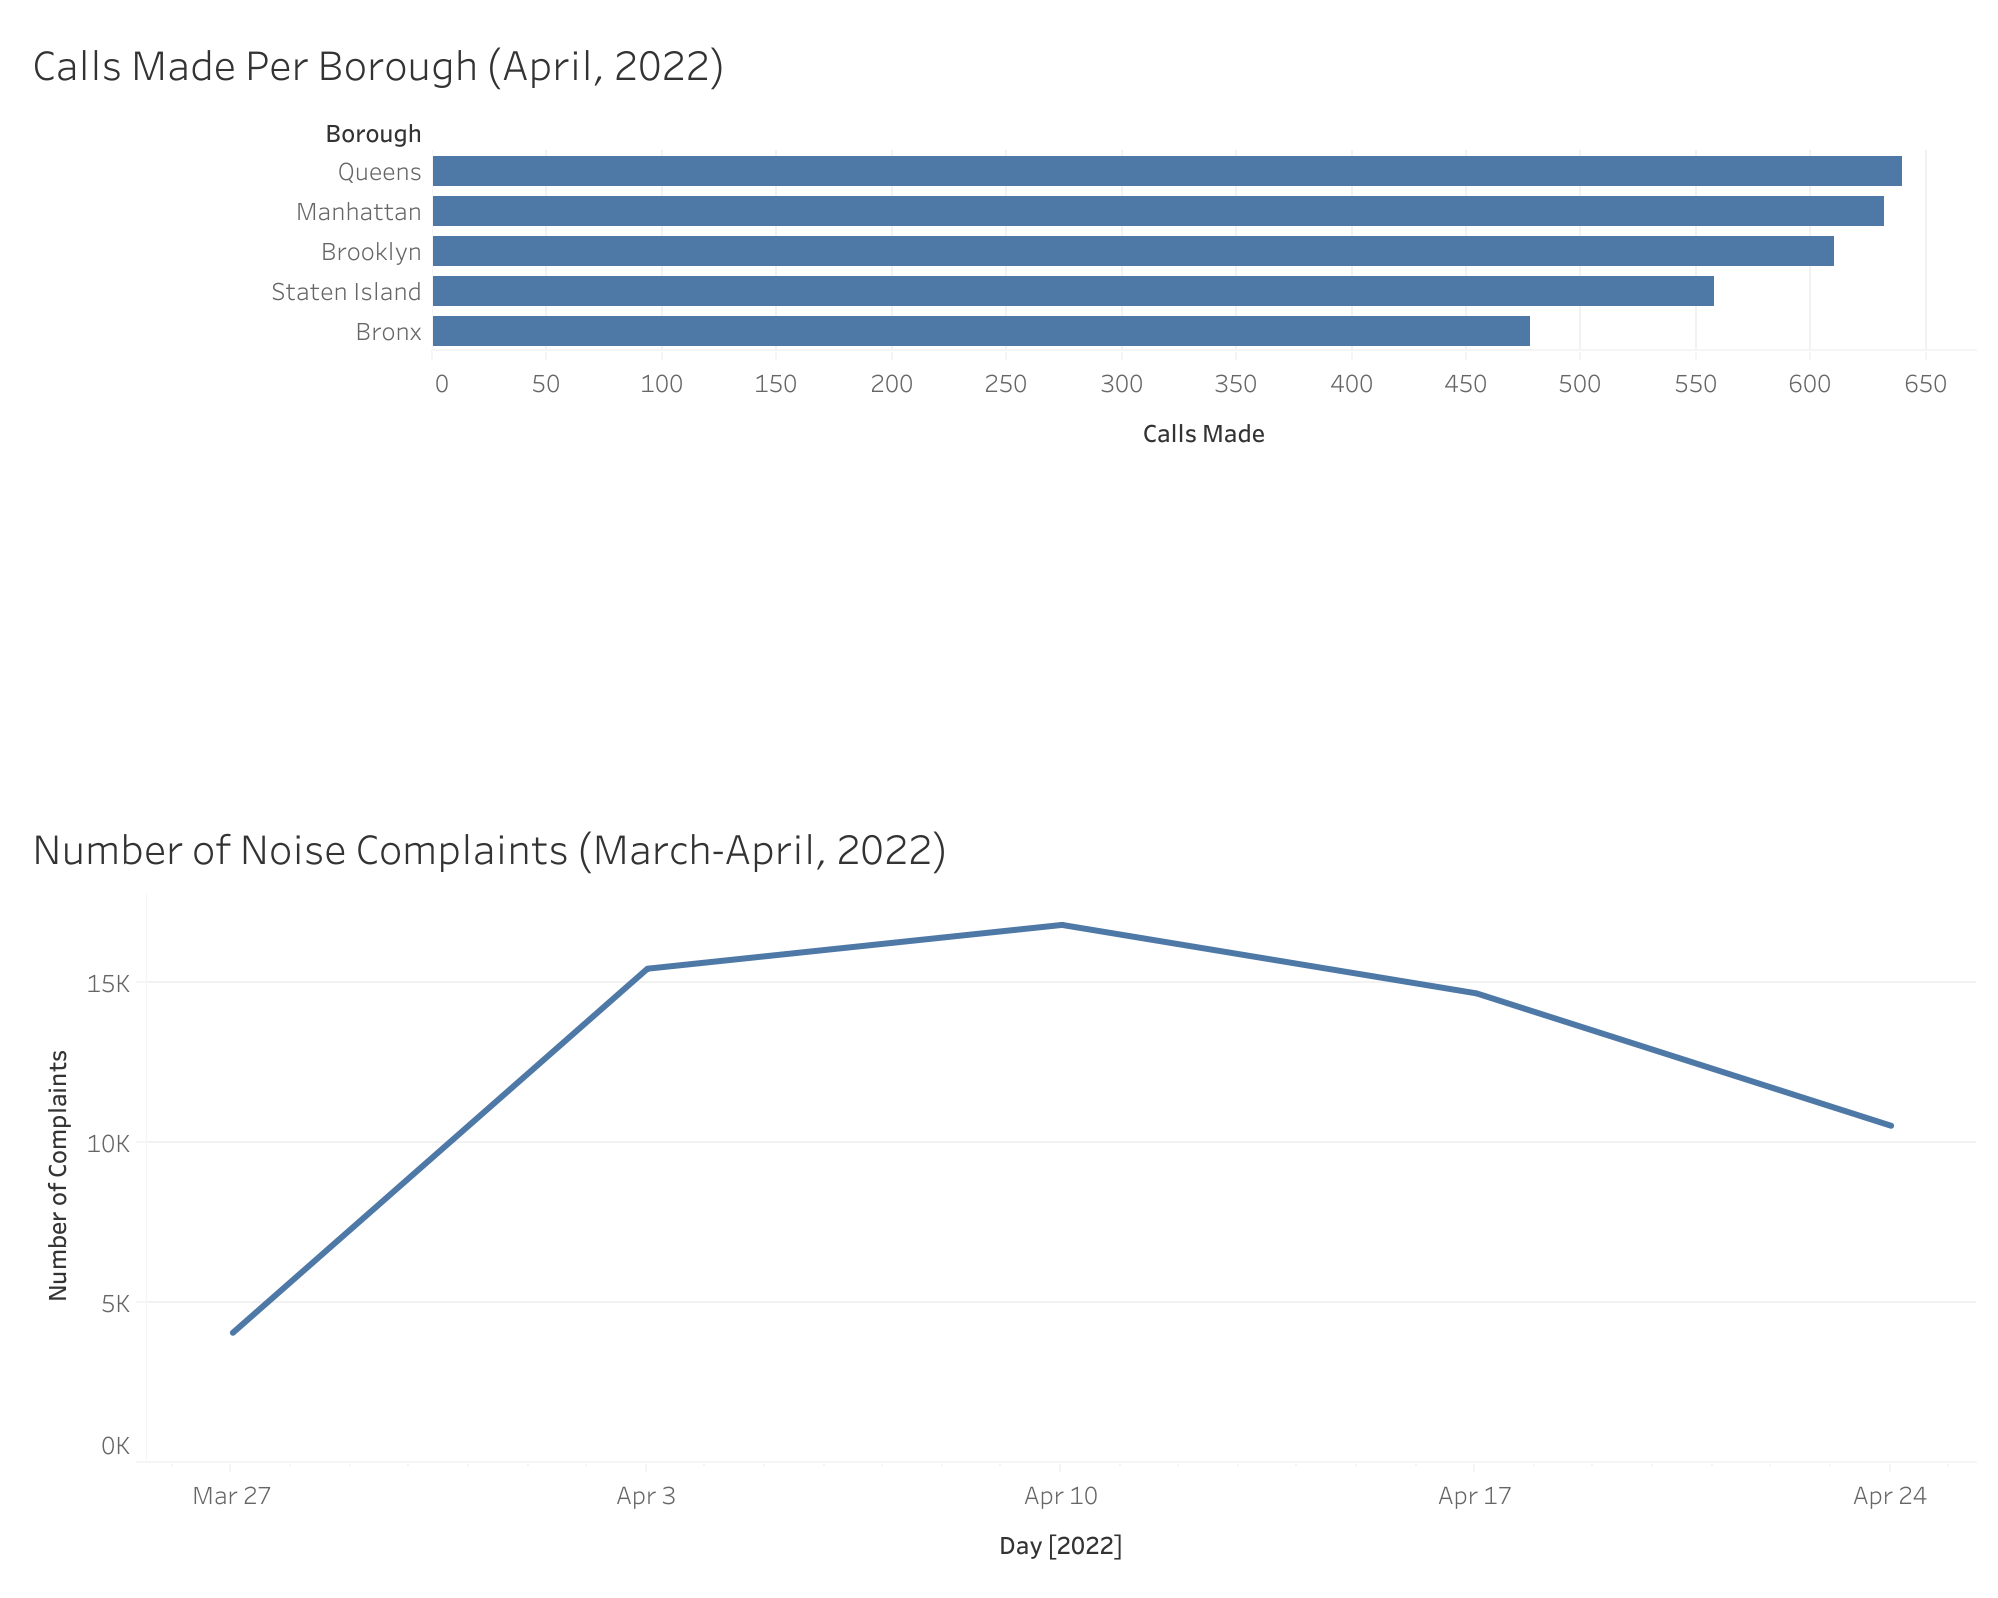 Calls Made Per Borough (April, 2022)
Borough
Queens
Manhattan
Brooklyn
Staten Island
Bronx
0 50 100 150 200 250 300 350 400 450 500 550 600 650
Calls Made
Number of Noise Complaints (March-April, 2022)
15K
10K
5K
0K
Number of Complaints
Mar 27 Apr 3 Apr 10 Apr 17 Apr 24
Day [2022]